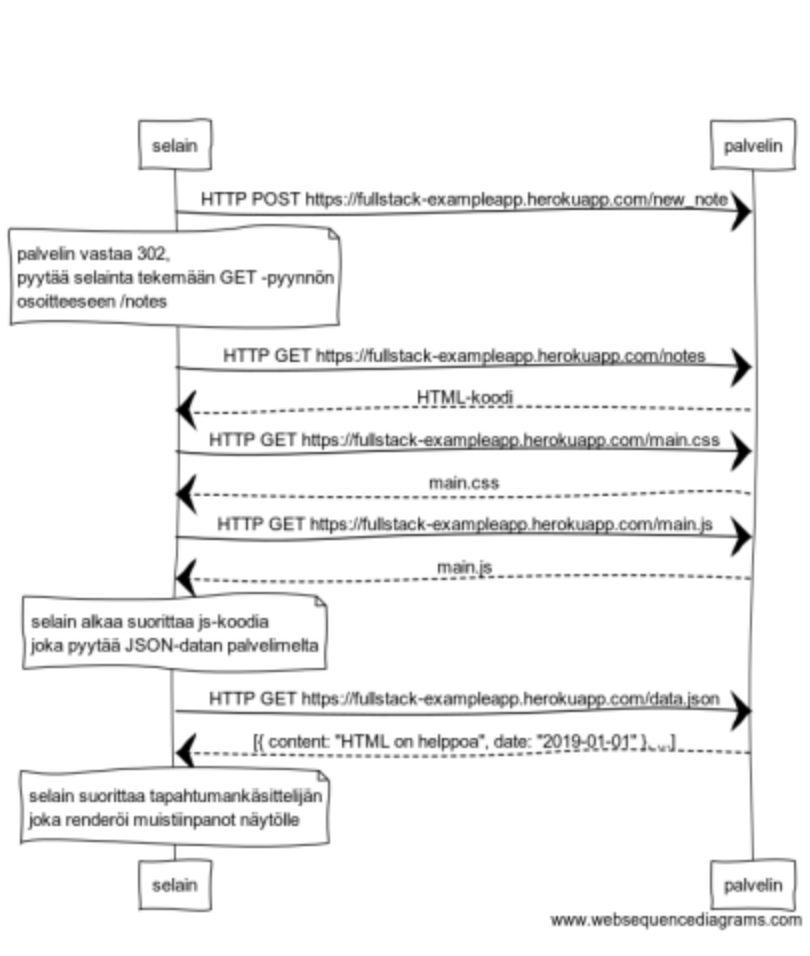 selain
palvelin
HTTP POST https://fullstack-exampleapp.herokuapp.com/new_note
palvelin vastaa 302,
pyytää selainta tekemään GET -pyynnön
osoitteeseen /notes
HTTP GET https://fullstack-exampleapp.herokuapp.com/notes
HTML-koodi
HTTP GET https://fullstack-exampleapp.herokuapp.com/main.css
main.css
HTTP GET https://fullstack-exampleapp.herokuapp.com/main.js
main.js
selain alkaa suorittaa js-koodia
joka pyytää JSON-datan palvelimelta
HTTP GET https://fullstack-exampleapp.herokuapp.com/data.json
[{ content: "HTML on helppoa", date: "2019-01-01" }, ...]
selain suorittaa tapahtumankäsittelijän
joka renderöi muistiinpanot näytölle
selain
palvelin
www.websequencediagrams.com